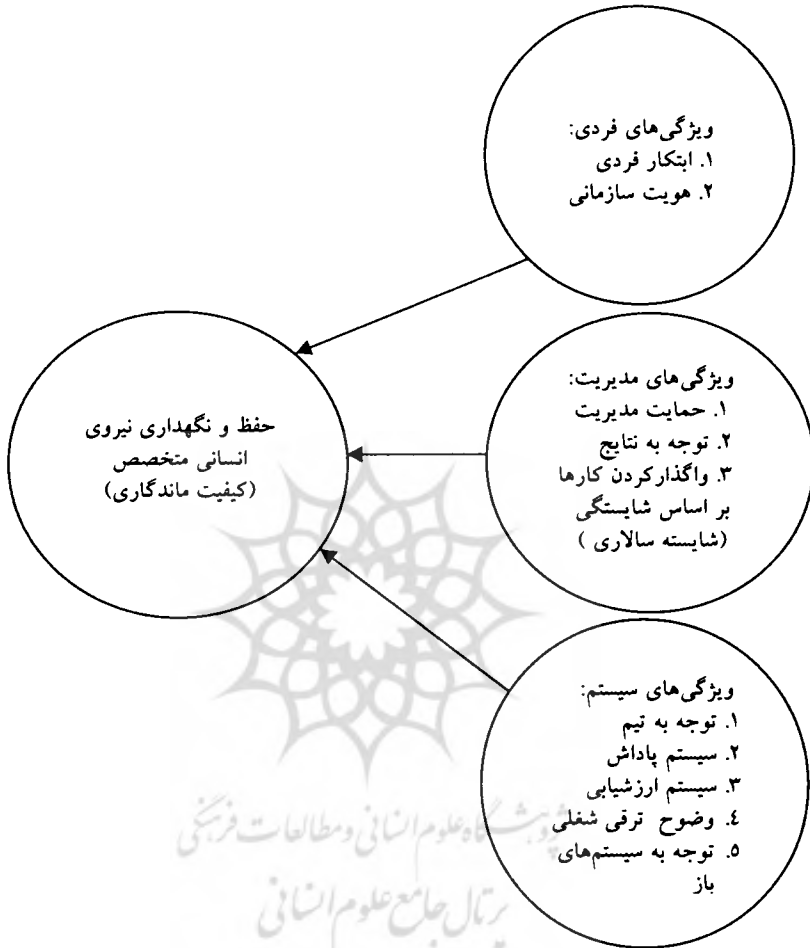 ویژگی‌های فردی:
۱. ابتکار فردی
۲. هویت سازمانی
ویژگی‌های مدیریت:
۱. حمایت مدیریت
۲. توجه به نتایج
۳. واگذارکردن کارها
بر اساس شایستگی
(شایسته سالاری )
حفظ و نگهداری نیروی
انسانی متخصص
(کیفیت ماندگاری)
ویژگی‌های سیستم:
۱. توجه به تیم
۲. سیستم پاداش
۳. سیستم ارزشیابی
٤. وضوح ترقی شغلی
۵. توجه به سیستم‌های
باز
پژوهشگاه علوم انسانی و مطالعات فرهنگی
پرتال جامع علوم انسانی